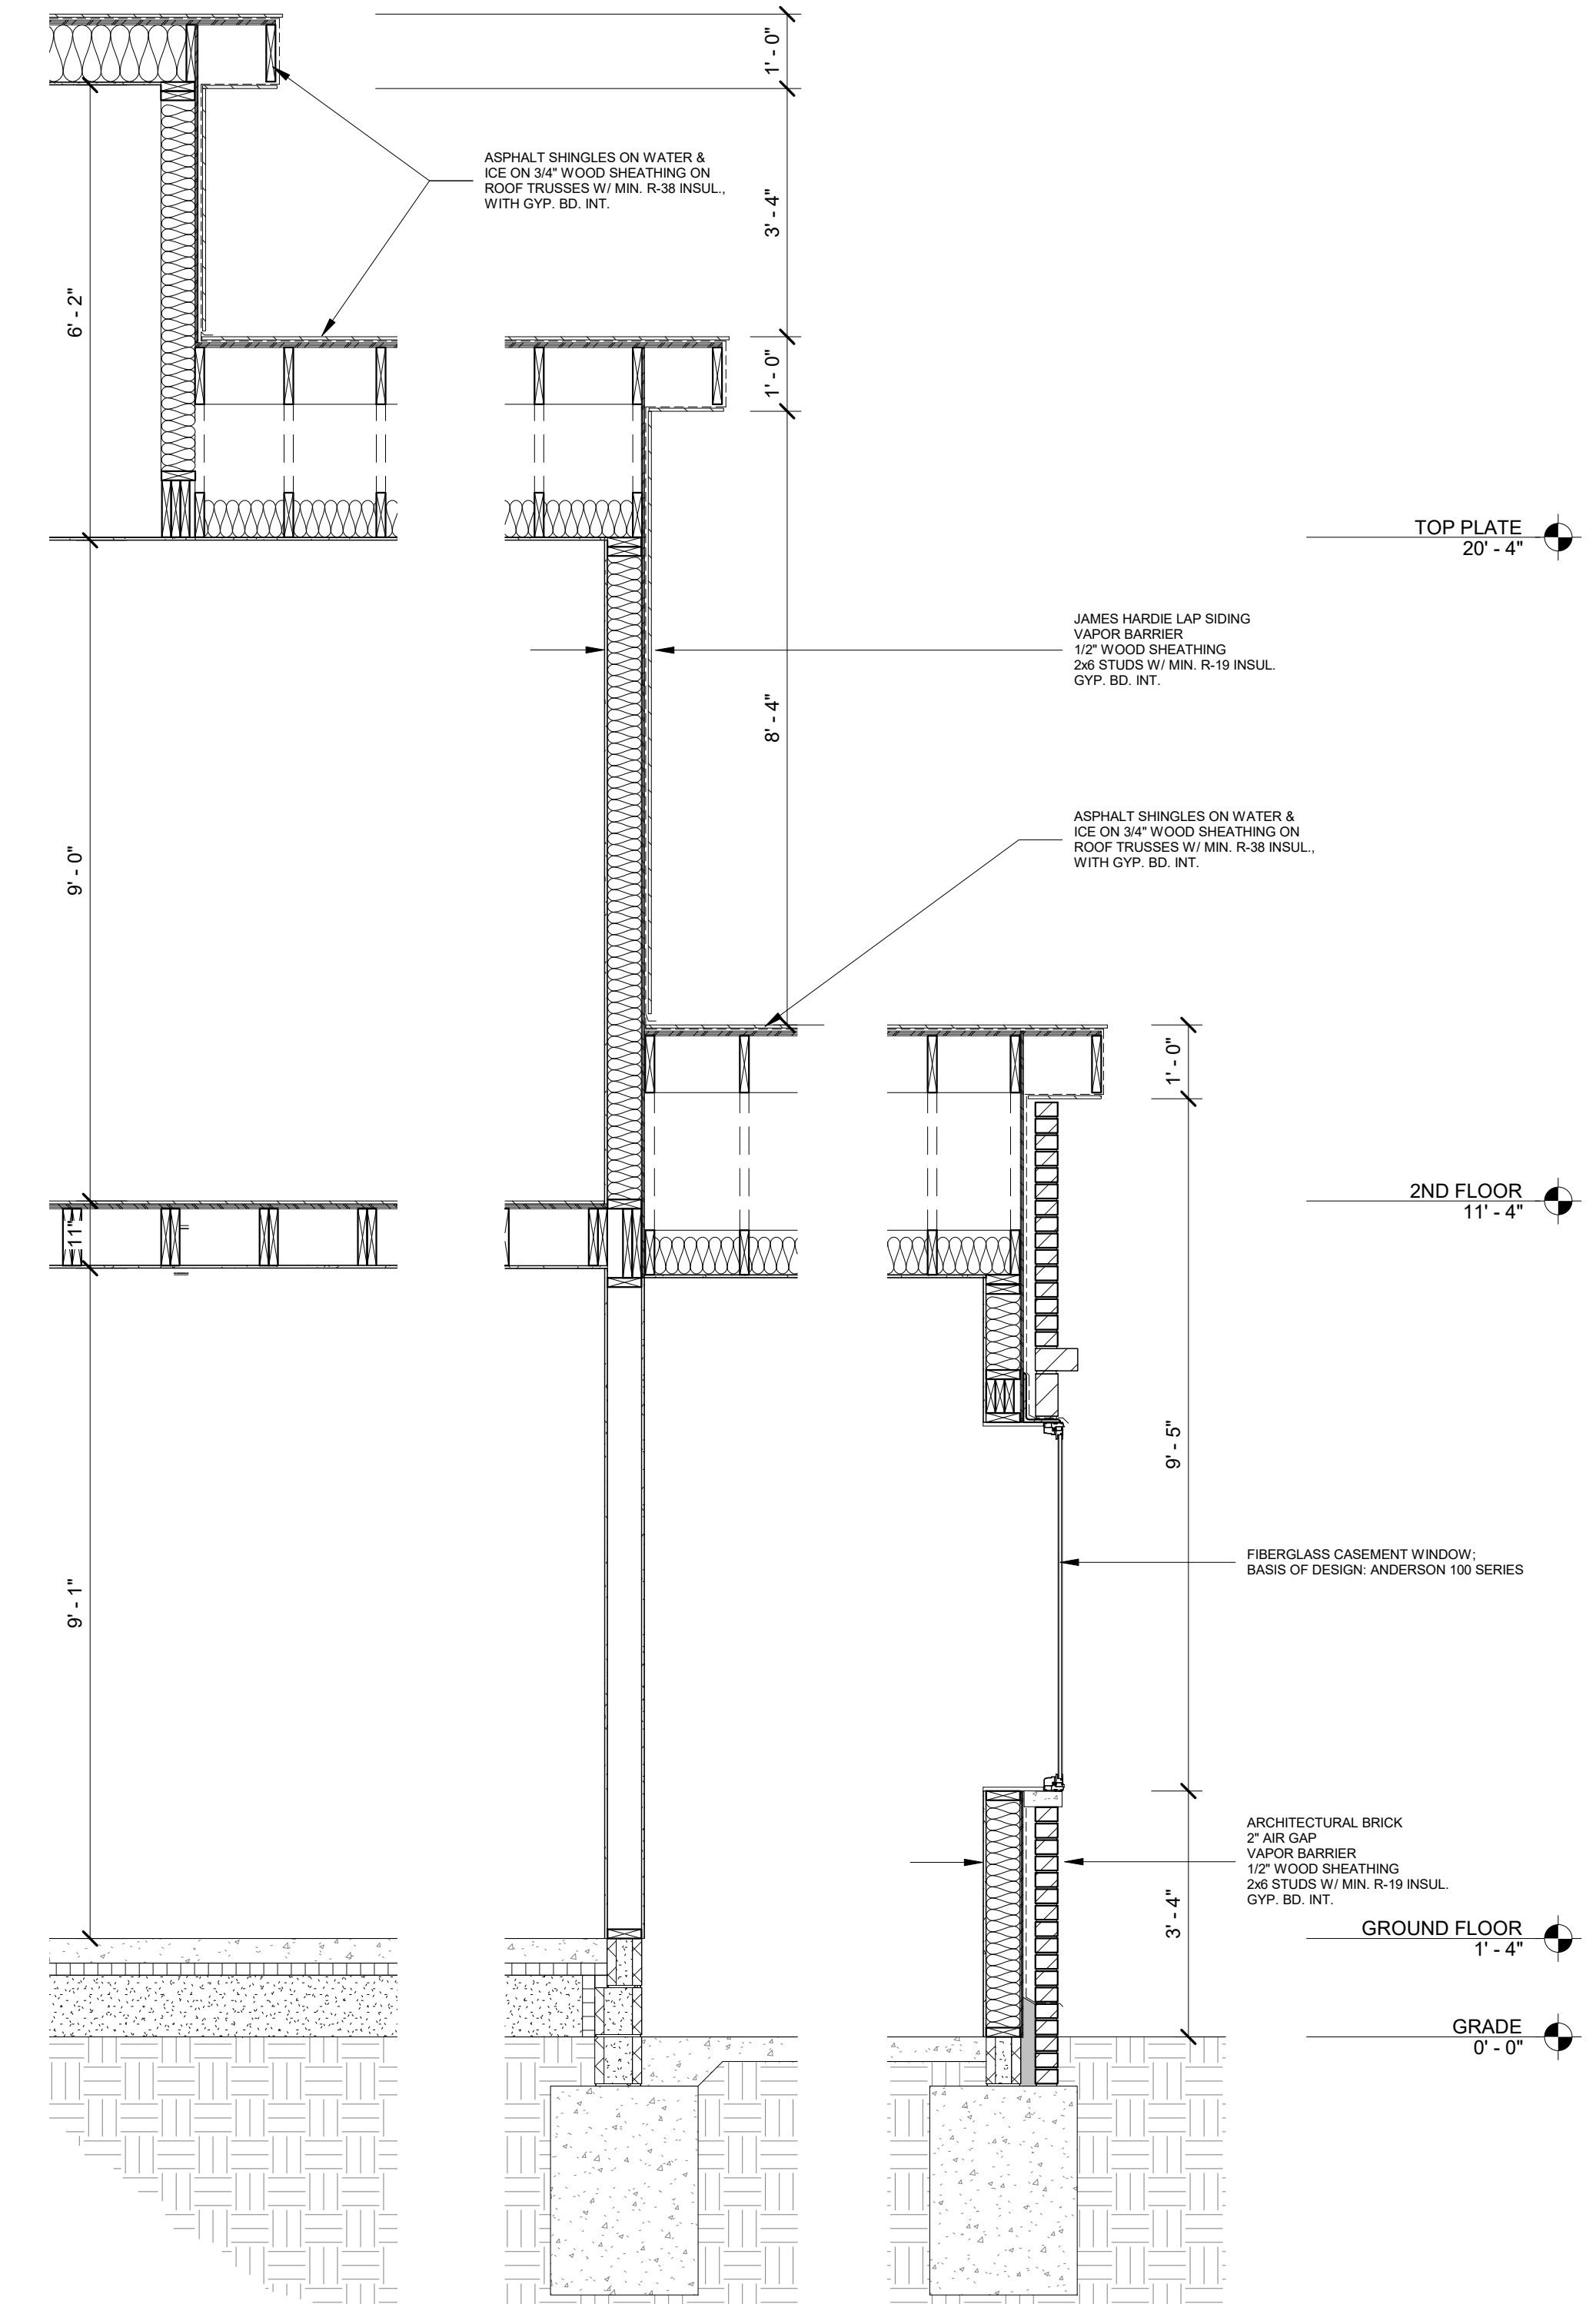 1' - 0"
ASPHALT SHINGLES ON WATER &
ICE ON 3/4" WOOD SHEATHING ON
ROOF TRUSSES W/ MIN. R-38 INSUL.,
WITH GYP. BD. INT.
3' - 4"
6' - 2"
1' - 0"
TOP PLATE
20' - 4"
JAMES HARDIE LAP SIDING
VAPOR BARRIER
1/2" WOOD SHEATHING
2x6 STUDS W/ MIN. R-19 INSUL.
GYP. BD. INT.
8' - 4"
ASPHALT SHINGLES ON WATER &
ICE ON 3/4" WOOD SHEATHING ON
ROOF TRUSSES W/ MIN. R-38 INSUL.,
WITH GYP. BD. INT.
9' - 0"
1' - 0"
2ND FLOOR
11' - 4"
11"
9' - 5"
FIBERGLASS CASEMENT WINDOW;
BASIS OF DESIGN: ANDERSON 100 SERIES
9' - 1"
ARCHITECTURAL BRICK
2" AIR GAP
VAPOR BARRIER
1/2" WOOD SHEATHING
2x6 STUDS W/ MIN. R-19 INSUL.
GYP. BD. INT.
3' - 4"
GROUND FLOOR
1' - 4"
GRADE
0' - 0"